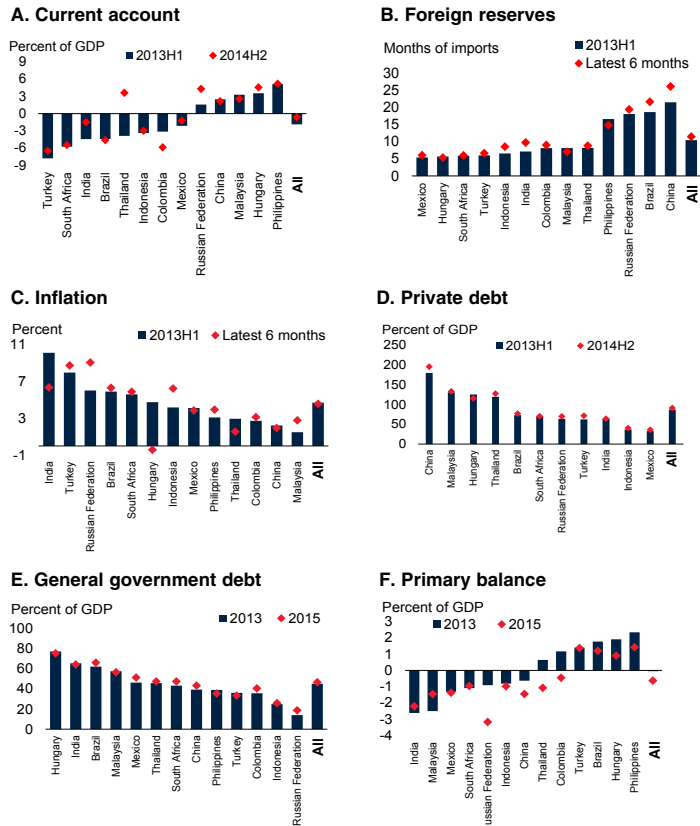 A. Current account
Percent of GDP
2013H1
2014H2
9
6
3
0
-3
-6
-9
Turkey
South Africa
India
Brazil
Thailand
Indonesia
Colombia
Mexico
Russian Federation
China
Malaysia
Hungary
Philippines
All
B. Foreign reserves
Months of imports
2013H1
Latest 6 months
30
25
20
15
10
5
0
Mexico
Hungary
South Africa
Turkey
Indonesia
India
Colombia
Malaysia
Thailand
Philippines
Russian Federation
Brazil
China
All
C. Inflation
Percent
2013H1
Latest 6 months
11
7
3
-1
India
Turkey
Russian Federation
Brazil
South Africa
Hungary
Indonesia
Mexico
Philippines
Thailand
Colombia
China
Malaysia
All
D. Private debt
Percent of GDP
2013H1
2014H2
250
200
150
100
50
0
China
Malaysia
Hungary
Thailand
Brazil
South Africa
Russian Federation
Turkey
India
Indonesia
Mexico
All
E. General government debt
Percent of GDP
2013
2015
100
80
60
40
20
0
Hungary
India
Brazil
Malaysia
Mexico
Thailand
South Africa
China
Philippines
Turkey
Colombia
Indonesia
Russian Federation
All
F. Primary balance
Percent of GDP
2013
2015
3
2
1
0
-1
-2
-3
-4
India
Malaysia
Mexico
South Africa
ussian Federation
Indonesia
China
Thailand
Colombia
Turkey
Brazil
Hungary
Philippines
All